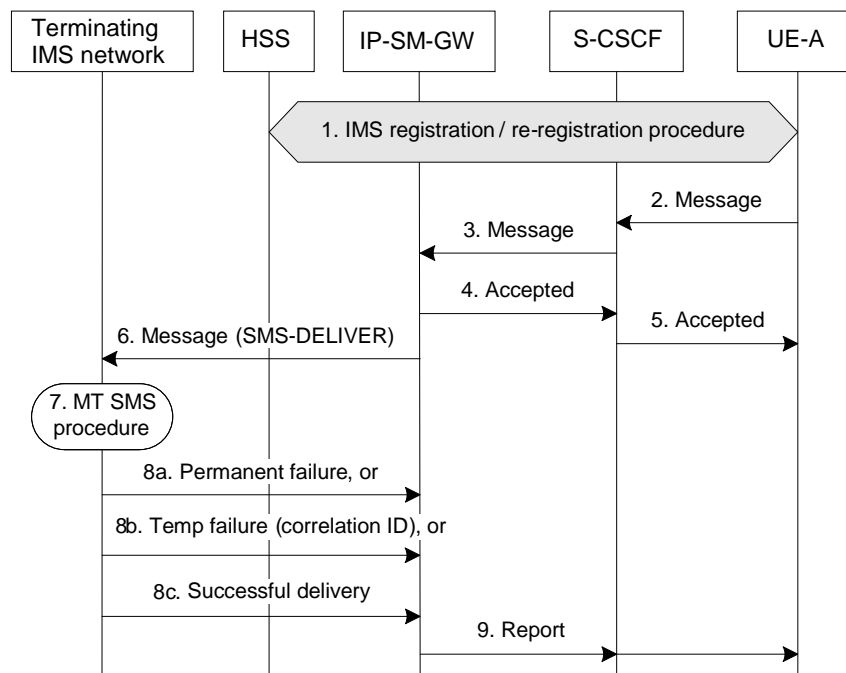 Terminating
IMS network
HSS
IP-SM-GW
S-CSCF
UE-A
1. IMS registration / re-registration procedure
2. Message
3. Message
4. Accepted
5. Accepted
6. Message (SMS-DELIVER)
7. MT SMS
procedure
8a. Permanent failure, or
8b. Temp failure (correlation ID), or
8c. Successful delivery
9. Report